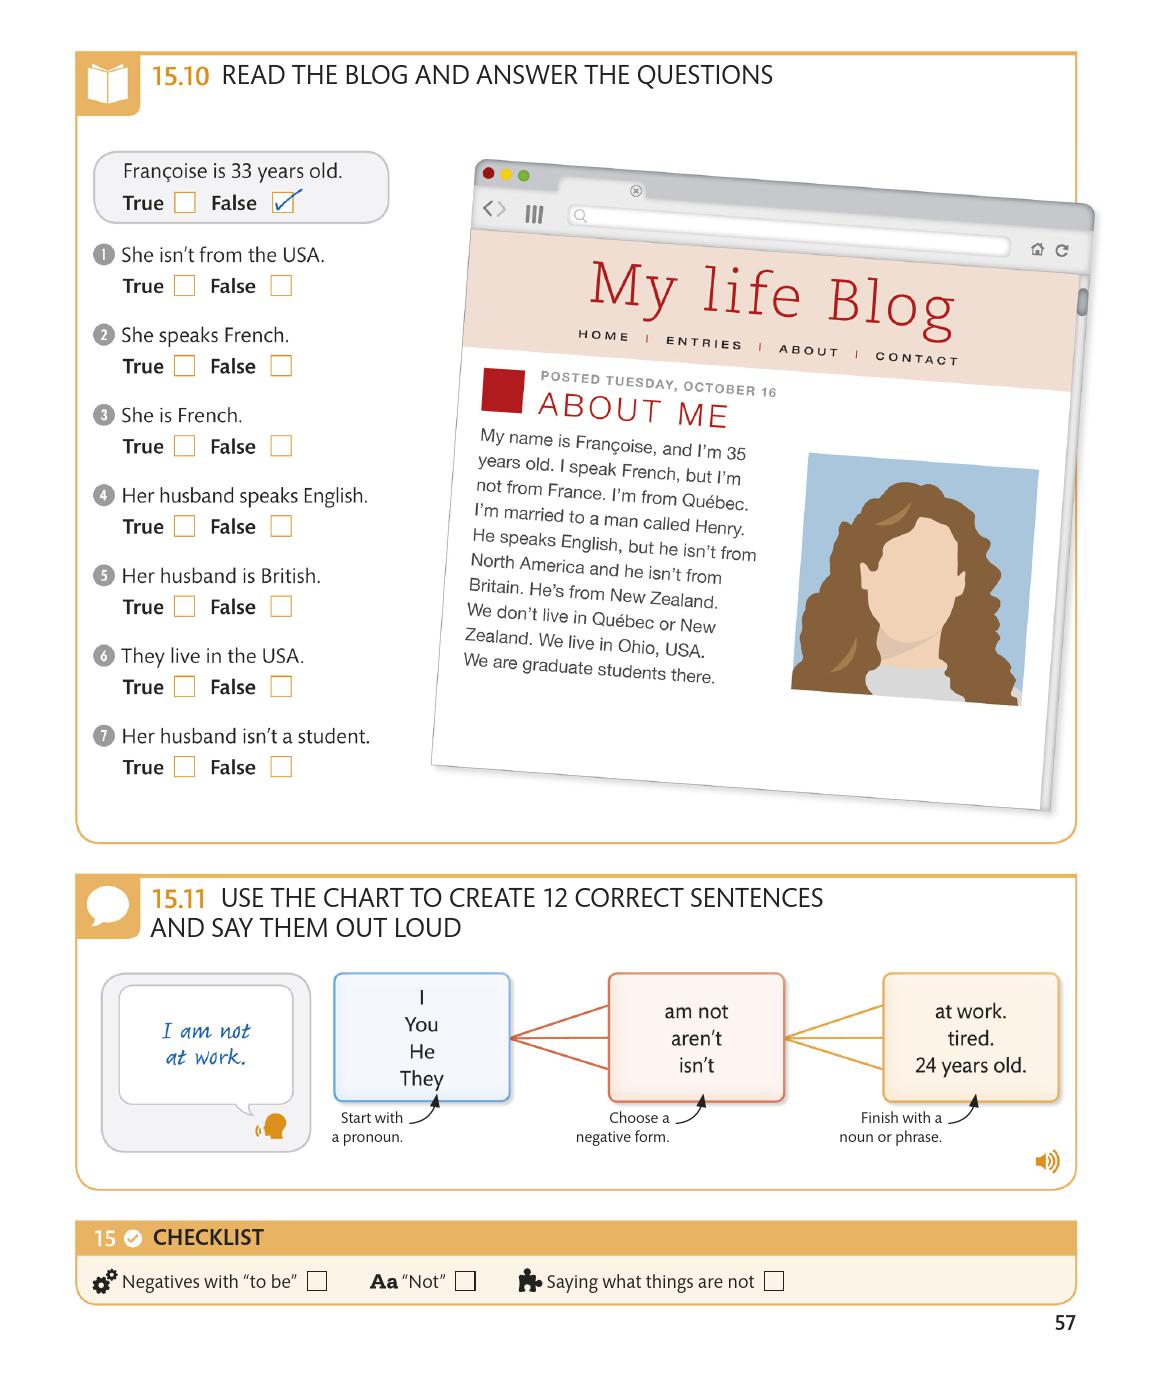 15.10 READ THE BLOG AND ANSWER THE QUESTIONS
Françoise is 33 years old.
True False
1 She isn't from the USA.
True False
2 She speaks French.
True False
3 She is French.
True False
4 Her husband speaks English.
True False
5 Her husband is British.
True False
6 They live in the USA.
True False
7 Her husband isn't a student.
True False
My life Blog
HOME | ENTRIES | ABOUT | CONTACT
POSTED TUESDAY, OCTOBER 16
ABOUT ME
My name is Françoise, and I'm 35
years old. I speak French, but I'm
not from France. I'm from Québec.
I'm married to a man called Henry.
He speaks English, but he isn't from
North America and he isn't from
Britain. He's from New Zealand.
We don't live in Québec or New
Zealand. We live in Ohio, USA.
We are graduate students there.
15.11 USE THE CHART TO CREATE 12 CORRECT SENTENCES
AND SAY THEM OUT LOUD
I am not
at work.
I
You
He
They
Start with
a pronoun.
am not
aren't
isn't
Choose a
negative form.
at work.
tired.
24 years old.
Finish with a
noun or phrase.
15 CHECKLIST
Negatives with "to be" Aa "Not" Saying what things are not
57